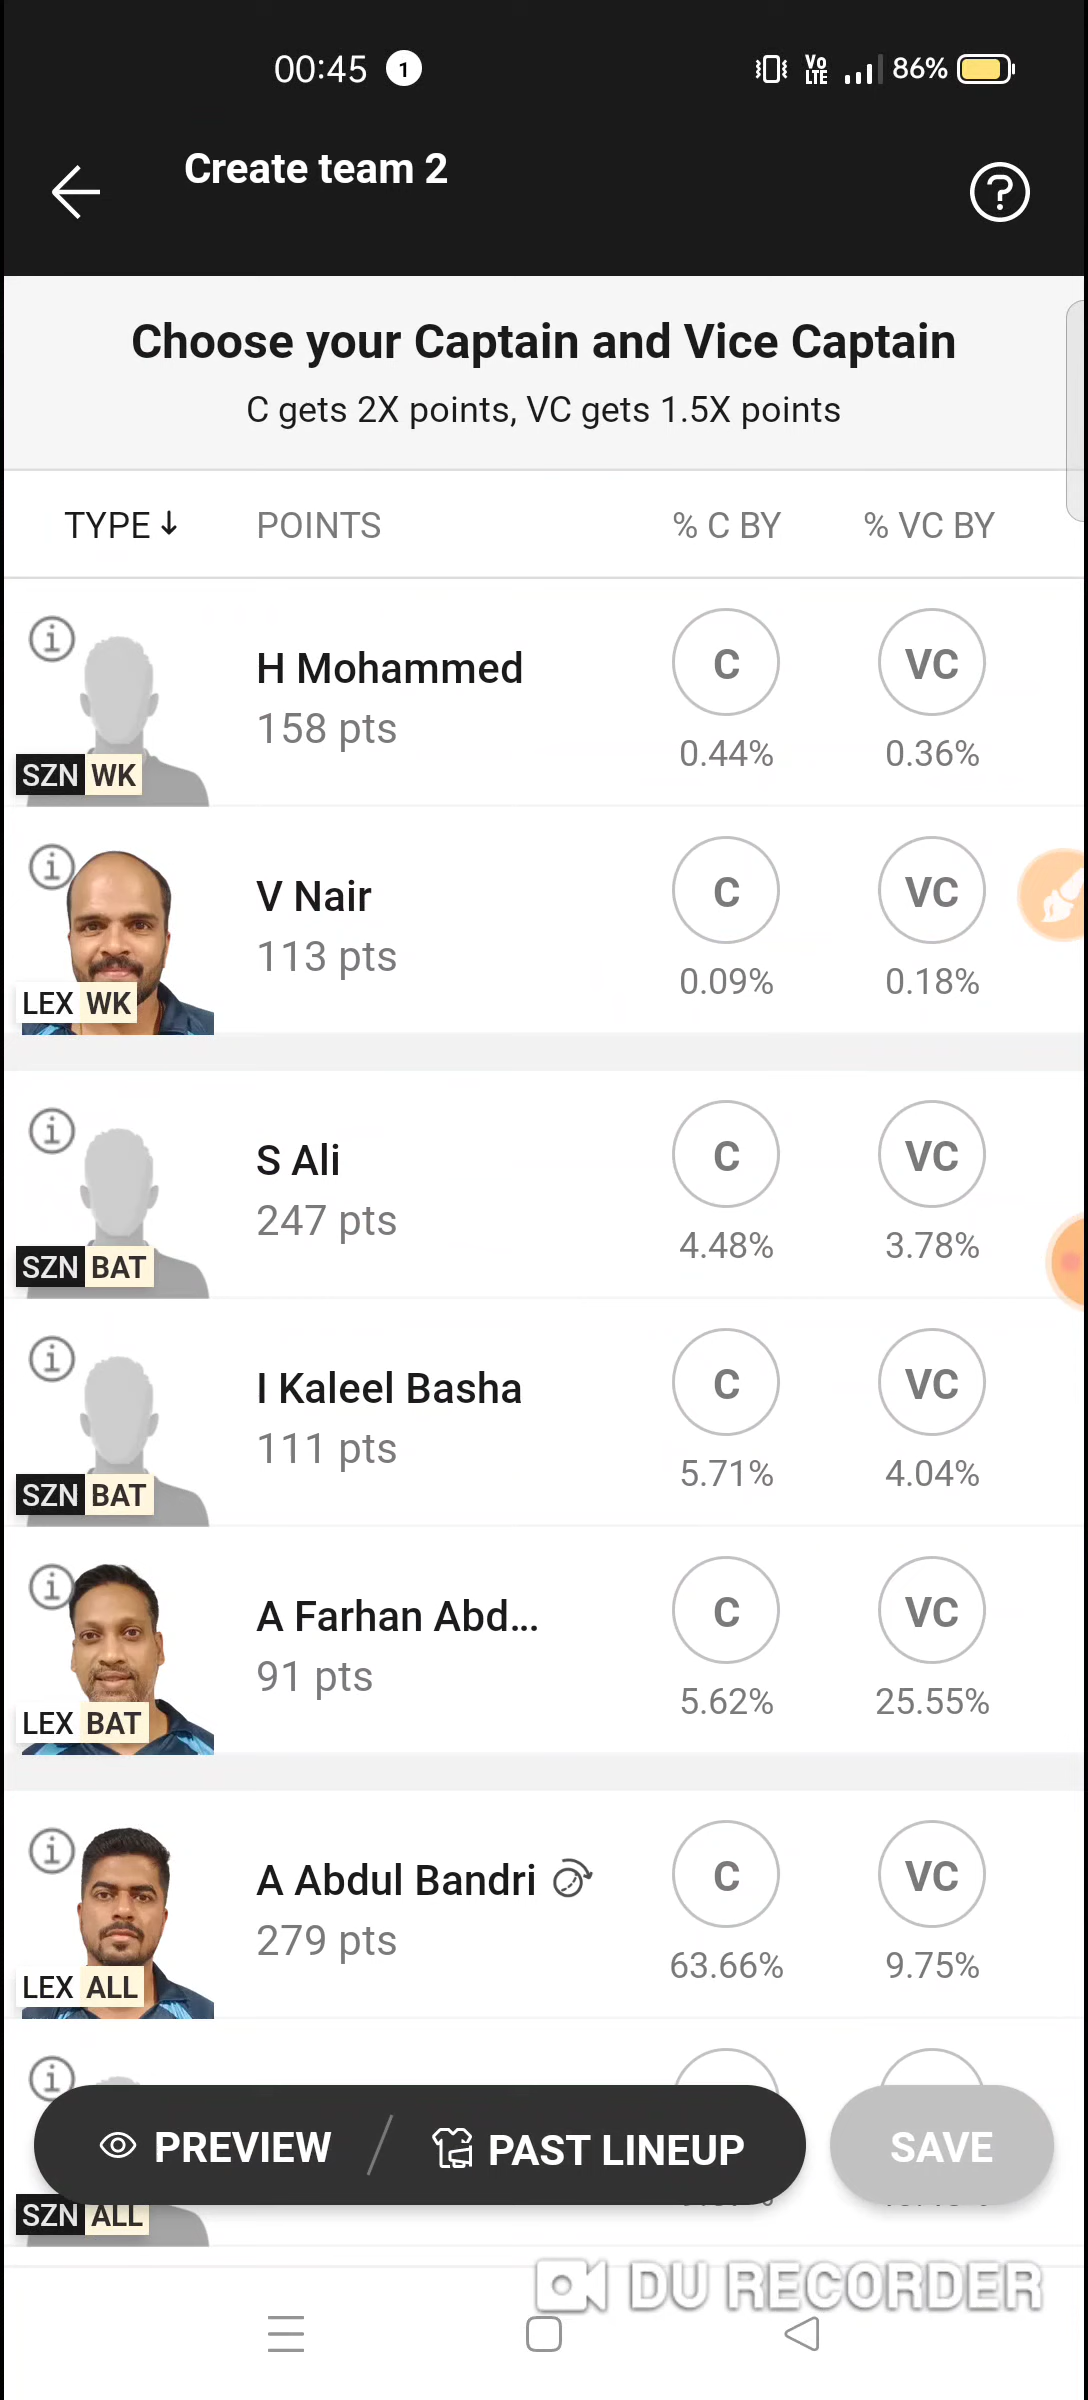 00:45 1 Vo LTE 86%
Create team 2
Choose your Captain and Vice Captain
C gets 2X points, VC gets 1.5X points
TYPE POINTS % C BY % VC BY
H Mohammed C VC
158 pts 0.44% 0.36%
SZN WK
V Nair C VC
113 pts 0.09% 0.18%
LEX WK
S Ali C VC
247 pts 4.48% 3.78%
SZN BAT
I Kaleel Basha C VC
111 pts 5.71% 4.04%
SZN BAT
A Farhan Abd...
C VC
91 pts 5.62% 25.55%
LEX BAT
A Abdul Bandri C VC
279 pts 63.66% 9.75%
LEX ALL
PREVIEW / PAST LINEUP SAVE
SZN ALL
DU RECORDER